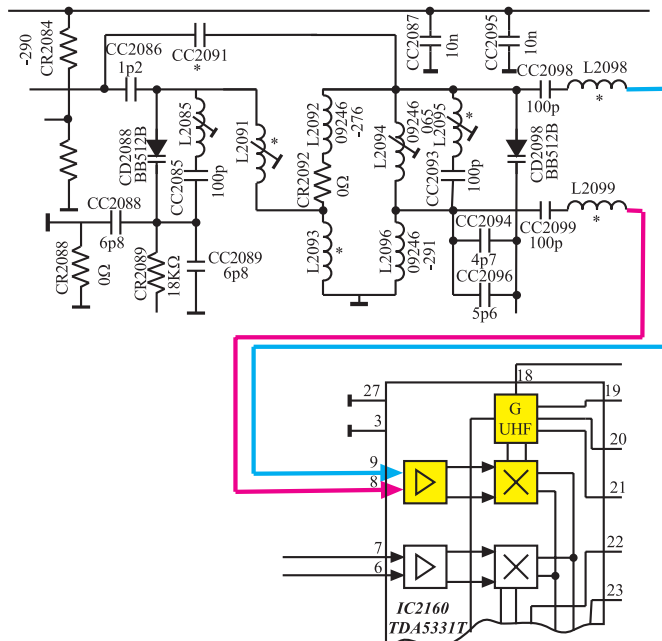 -290
CR2084
CC2086
1p2
CC2091
*
CC2087
10n
CC2095
10n
CC2098
100p
L2098
*
CD2088
BB512B
L2085
CC2085
100p
L2091
*
L2092
09246
-276
CR2092
0Ω
L2094
09246
065
L2095
*
CC2093
100p
CD2098
BB512B
L2099
*
CC2099
100p
CC2088
6p8
CR2088
0Ω
CR2089
18KΩ
CC2089
6p8
L2093
*
L2096
09246
-291
CC2094
4p7
CC2096
5p6
18
27
G
UHF
19
3
20
9
8
21
7
6
22
23
IC2160
TDA5331T